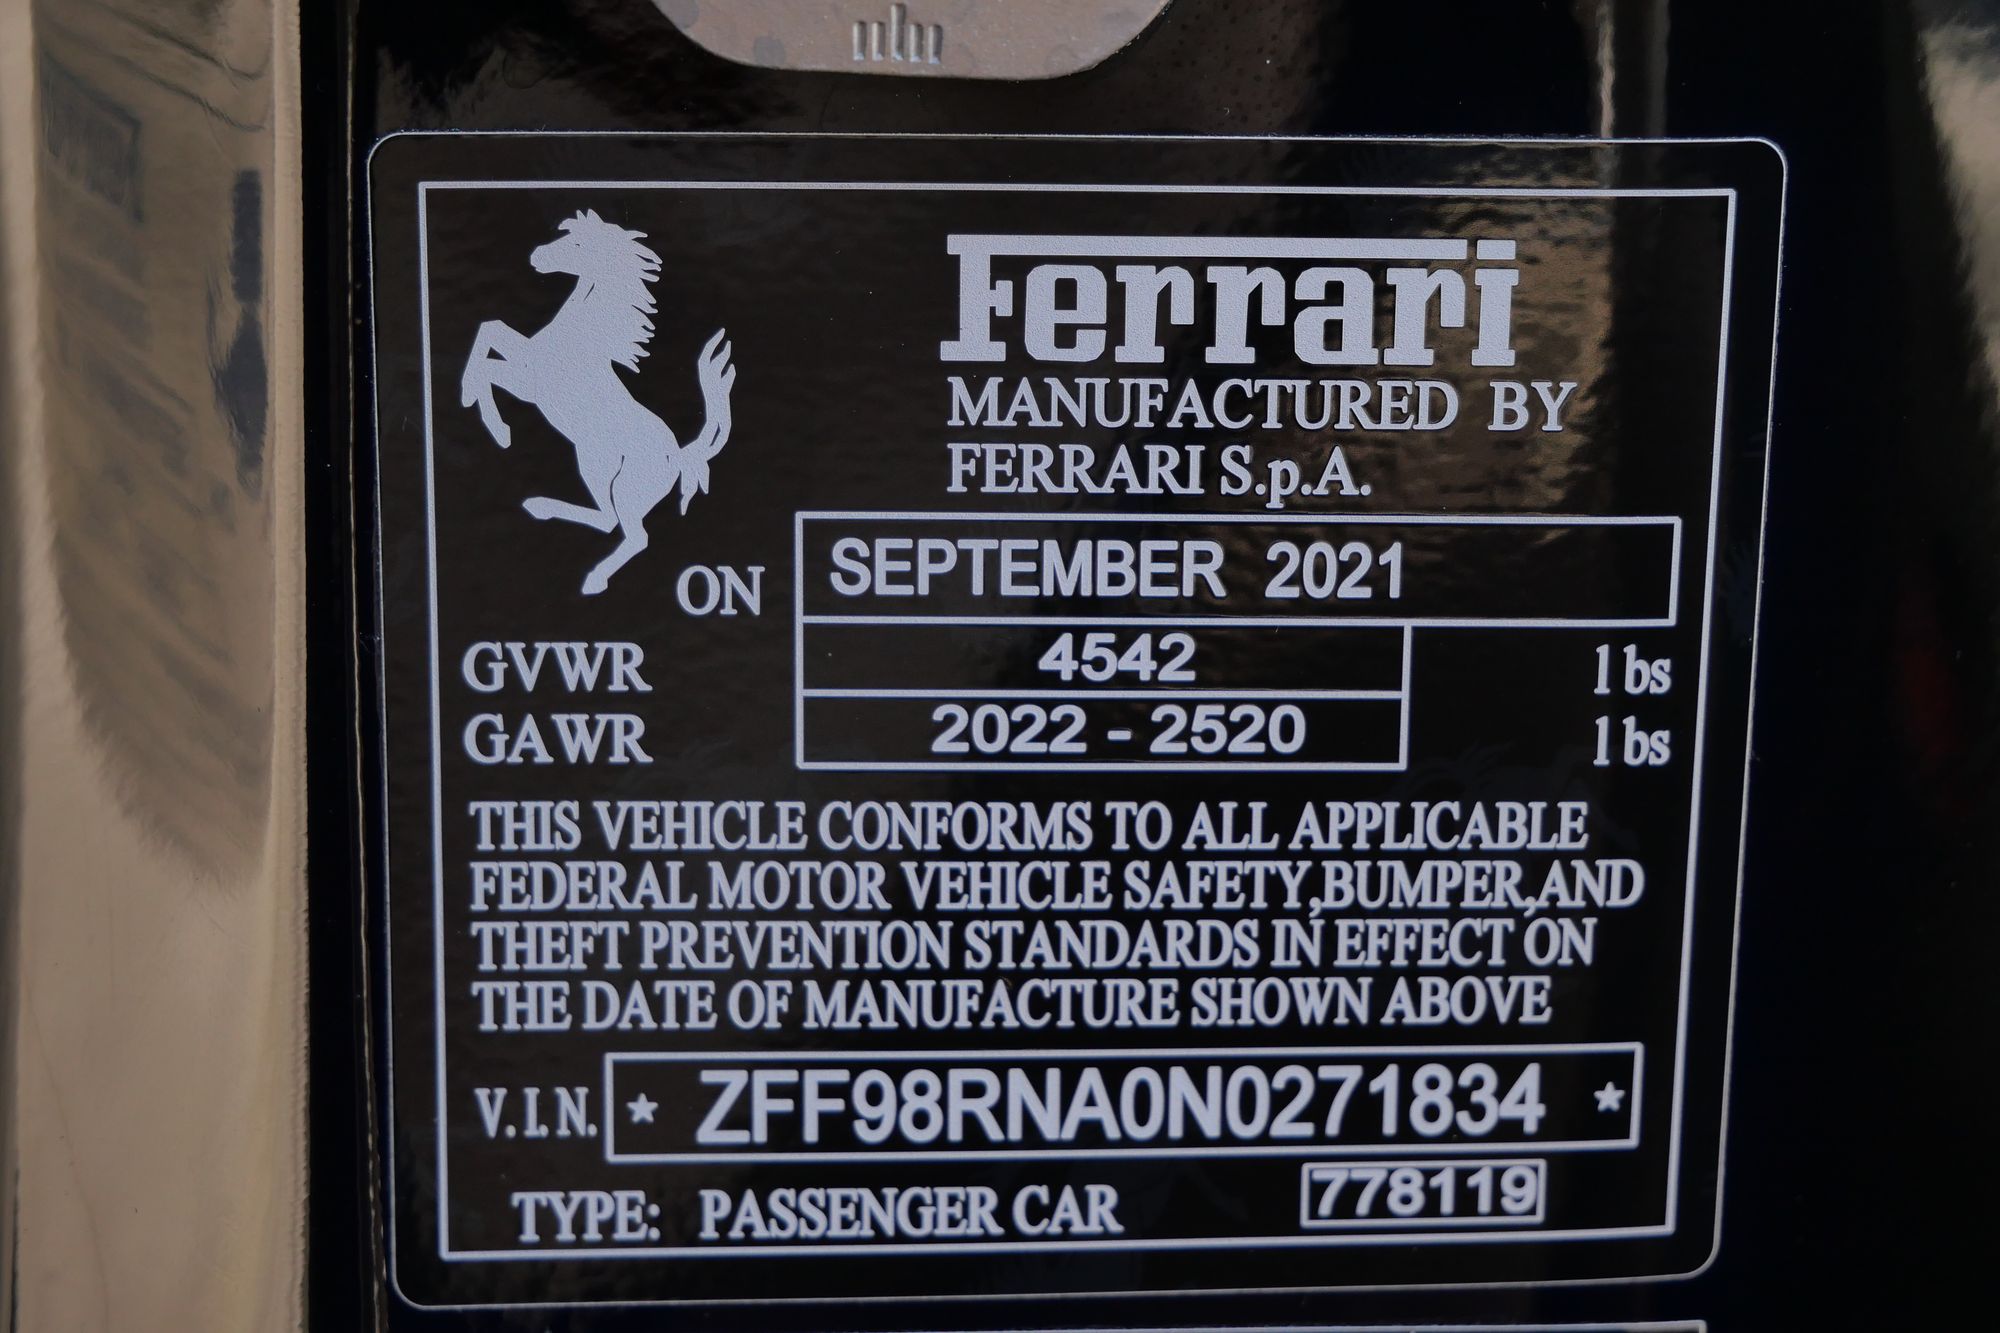 Ferrari
MANUFACTURED BY
FERRARI S.p.A.
ON SEPTEMBER 2021
GVWR 4542 lbs
GAWR 2022 - 2520 lbs
THIS VEHICLE CONFORMS TO ALL APPLICABLE
FEDERAL MOTOR VEHICLE SAFETY,BUMPER,AND
THEFT PREVENTION STANDARDS IN EFFECT ON
THE DATE OF MANUFACTURE SHOWN ABOVE
V.I.N. * ZFF98RNA0N0271834 *
TYPE: PASSENGER CAR 778119